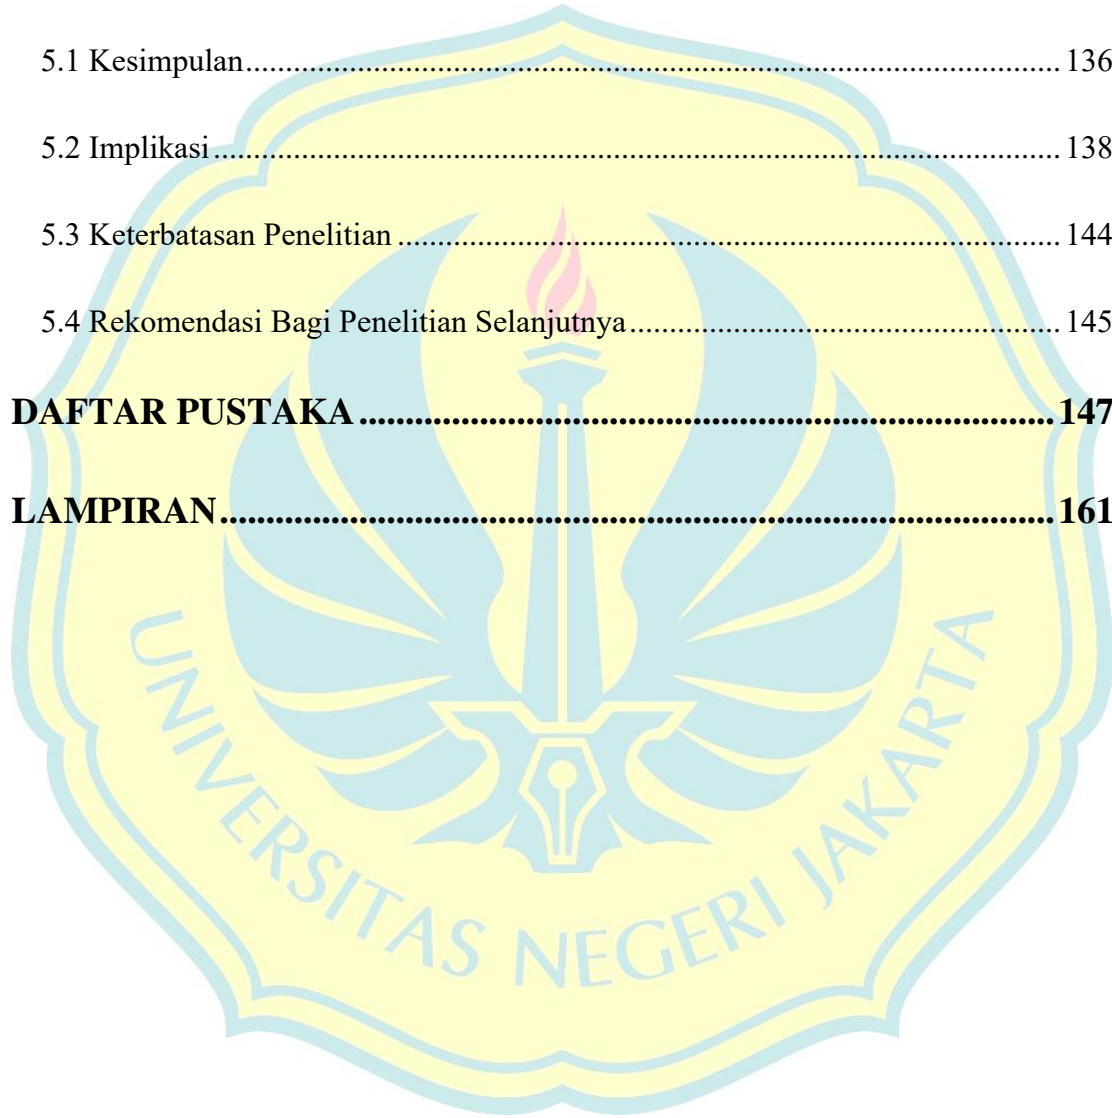 5.1 Kesimpulan.......................................................................................................... 136
5.2 Implikasi.............................................................................................................. 138
5.3 Keterbatasan Penelitian...................................................................................... 144
5.4 Rekomendasi Bagi Penelitian Selanjutnya........................................................ 145
DAFTAR PUSTAKA........................................................................... 147
LAMPIRAN.......................................................................................... 161
UNIVERSITAS NEGERI JAKARTA